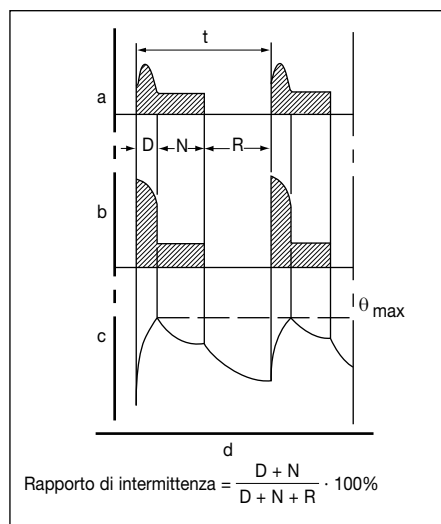 t
a
D N R
b
θ max
c
d
Rapporto di intermittenza = D + N / D + N + R · 100%